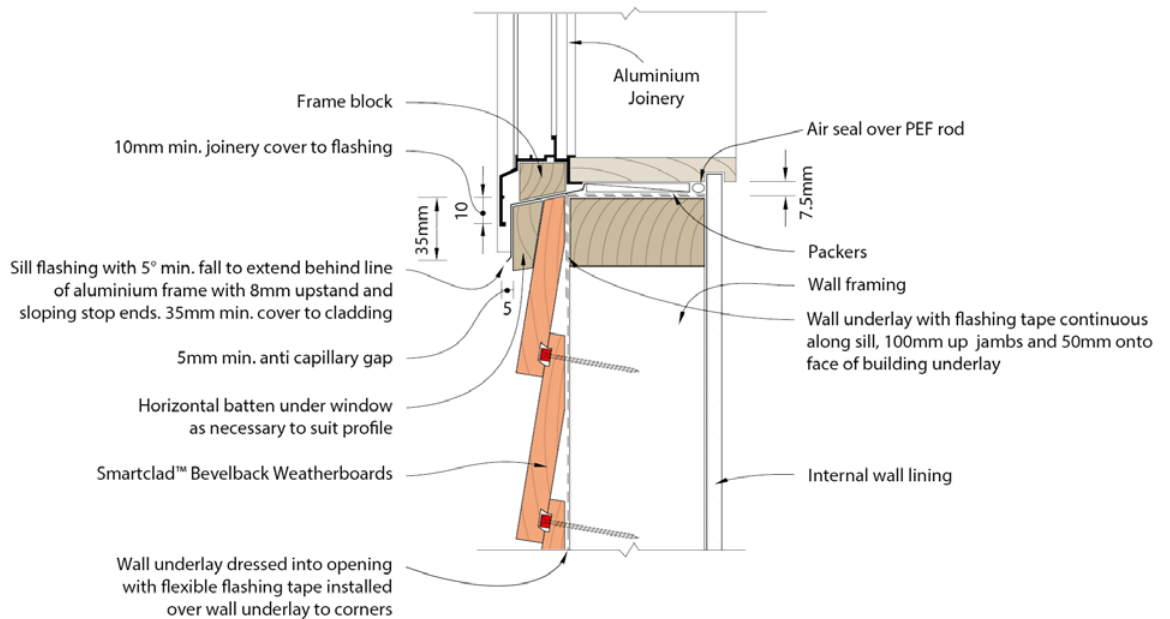 Aluminium
Joinery
Frame block
10mm min. joinery cover to flashing
Air seal over PEF rod
7.5mm
10
35mm
Packers
Sill flashing with 5° min. fall to extend behind line
of aluminium frame with 8mm upstand and
sloping stop ends. 35mm min. cover to cladding
Wall framing
5
Wall underlay with flashing tape continuous
along sill, 100mm up jambs and 50mm onto
face of building underlay
5mm min. anti capillary gap
Horizontal batten under window
as necessary to suit profile
Smartclad™ Bevelback Weatherboards
Internal wall lining
Wall underlay dressed into opening
with flexible flashing tape installed
over wall underlay to corners